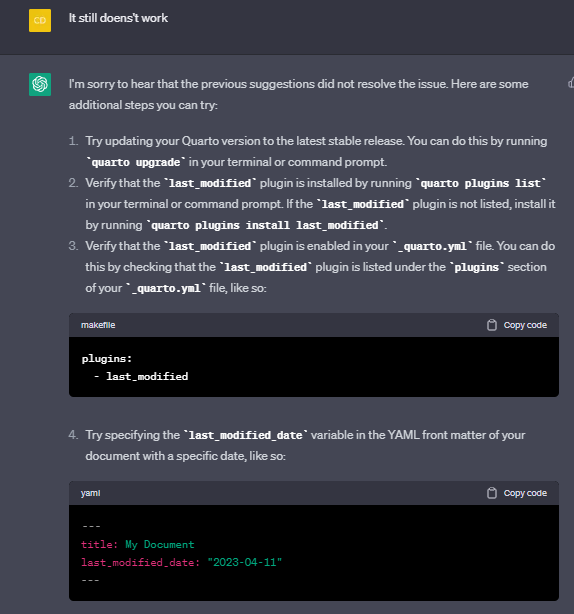 CD
It still doens't work
I'm sorry to hear that the previous suggestions did not resolve the issue. Here are some
additional steps you can try:
1. Try updating your Quarto version to the latest stable release. You can do this by running
`quarto upgrade` in your terminal or command prompt.
2. Verify that the `last_modified` plugin is installed by running `quarto plugins list`
in your terminal or command prompt. If the `last_modified` plugin is not listed, install it
by running `quarto plugins install last_modified`.
3. Verify that the `last_modified` plugin is enabled in your `_quarto.yml` file. You can do
this by checking that the `last_modified` plugin is listed under the `plugins` section
of your `_quarto.yml` file, like so:
makefile Copy code
plugins:
- last_modified
4. Try specifying the `last_modified_date` variable in the YAML front matter of your
document with a specific date, like so:
yaml Copy code
---
title: My Document
last_modified_date: "2023-04-11"
---